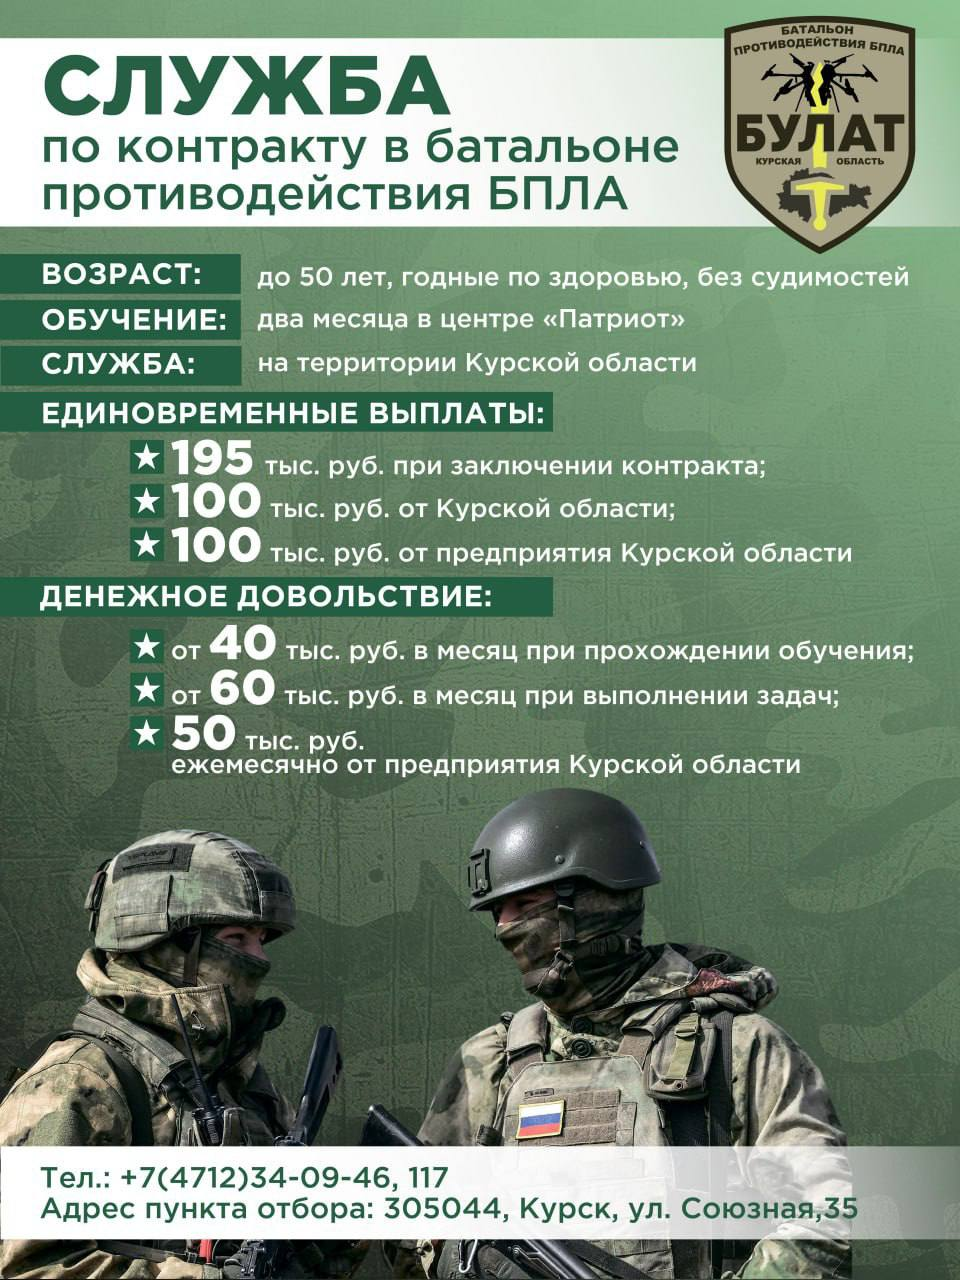 БАТАЛЬОН
ПРОТИВОДЕЙСТВИЯ БПЛА
БУЛАТ
КУРСКАЯ ОБЛАСТЬ
СЛУЖБА
по контракту в батальоне
противодействия БПЛА
ВОЗРАСТ: до 50 лет, годные по здоровью, без судимостей
ОБУЧЕНИЕ: два месяца в центре «Патриот»
СЛУЖБА: на территории Курской области
ЕДИНОВРЕМЕННЫЕ ВЫПЛАТЫ:
195 тыс. руб. при заключении контракта;
100 тыс. руб. от Курской области;
100 тыс. руб. от предприятия Курской области
ДЕНЕЖНОЕ ДОВОЛЬСТВИЕ:
от 40 тыс. руб. в месяц при прохождении обучения;
от 60 тыс. руб. в месяц при выполнении задач;
50 тыс. руб.
ежемесячно от предприятия Курской области
Тел.: +7(4712)34-09-46, 117
Адрес пункта отбора: 305044, Курск, ул. Союзная,35